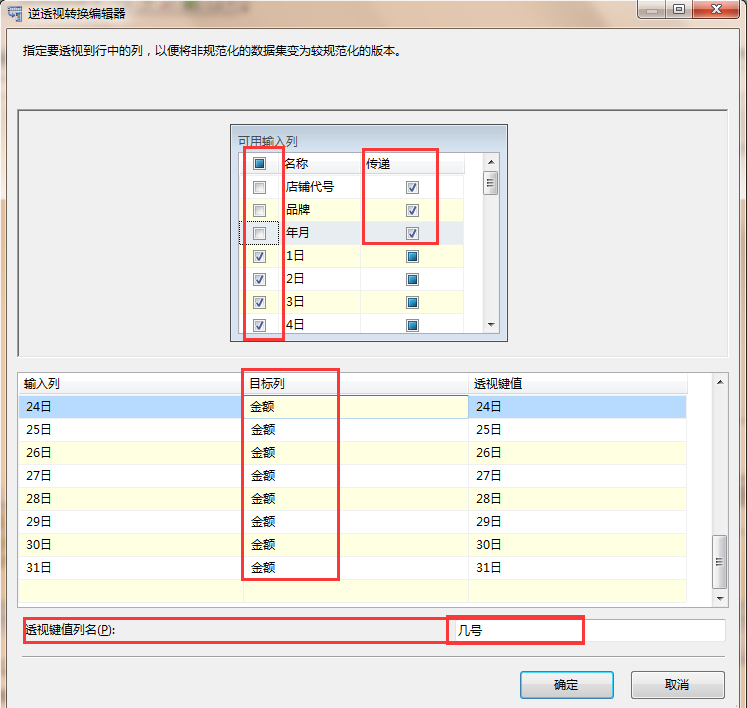 逆透视转换编辑器
指定要透视到行中的列，以便将非规范化的数据集变为较规范化的版本。
可用输入列
名称 传递
店铺代号
品牌
年月
1日
2日
3日
4日
输入列 目标列 透视键值
24日 金额 24日
25日 金额 25日
26日 金额 26日
27日 金额 27日
28日 金额 28日
29日 金额 29日
30日 金额 30日
31日 金额 31日
透视键值列名(P): 几号
确定 取消